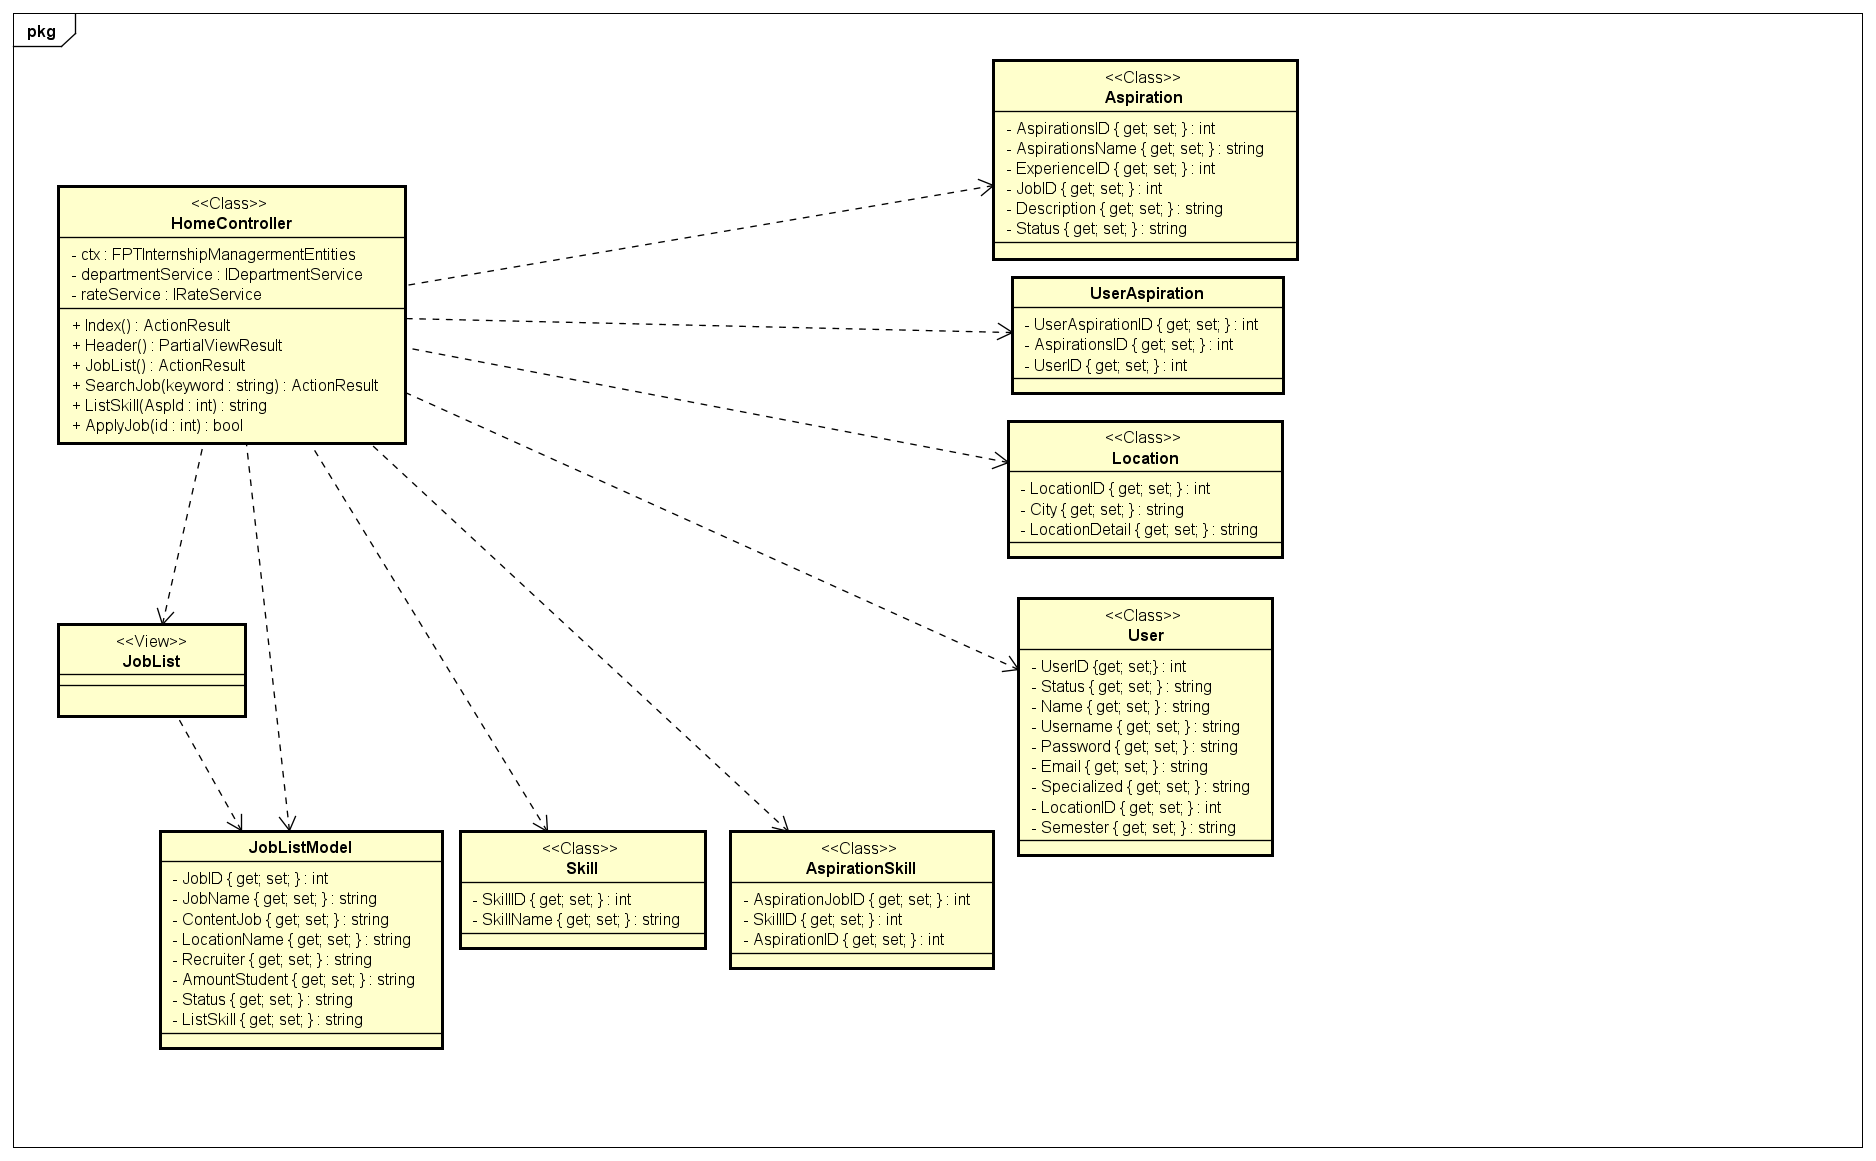 pkg
<<Class>>
HomeController
- ctx : FPTInternshipManagermentEntities
- departmentService : IDepartmentService
- rateService : IRateService
+ Index() : ActionResult
+ Header() : PartialViewResult
+ JobList() : ActionResult
+ SearchJob(keyword : string) : ActionResult
+ ListSkill(AspId : int) : string
+ ApplyJob(id : int) : bool
<<Class>>
Aspiration
- AspirationsID { get; set; } : int
- AspirationsName { get; set; } : string
- ExperienceID { get; set; } : int
- JobID { get; set; } : int
- Description { get; set; } : string
- Status { get; set; } : string
UserAspiration
- UserAspirationID { get; set; } : int
- AspirationsID { get; set; } : int
- UserID { get; set; } : int
<<Class>>
Location
- LocationID { get; set; } : int
- City { get; set; } : string
- LocationDetail { get; set; } : string
<<Class>>
User
- UserID {get; set;} : int
- Status { get; set; } : string
- Name { get; set; } : string
- Username { get; set; } : string
- Password { get; set; } : string
- Email { get; set; } : string
- Specialized { get; set; } : string
- LocationID { get; set; } : int
- Semester { get; set; } : string
<<View>>
JobList
JobListModel
- JobID { get; set; } : int
- JobName { get; set; } : string
- ContentJob { get; set; } : string
- LocationName { get; set; } : string
- Recruiter { get; set; } : string
- AmountStudent { get; set; } : string
- Status { get; set; } : string
- ListSkill { get; set; } : string
<<Class>>
Skill
- SkillID { get; set; } : int
- SkillName { get; set; } : string
<<Class>>
AspirationSkill
- AspirationJobID { get; set; } : int
- SkillID { get; set; } : int
- AspirationID { get; set; } : int